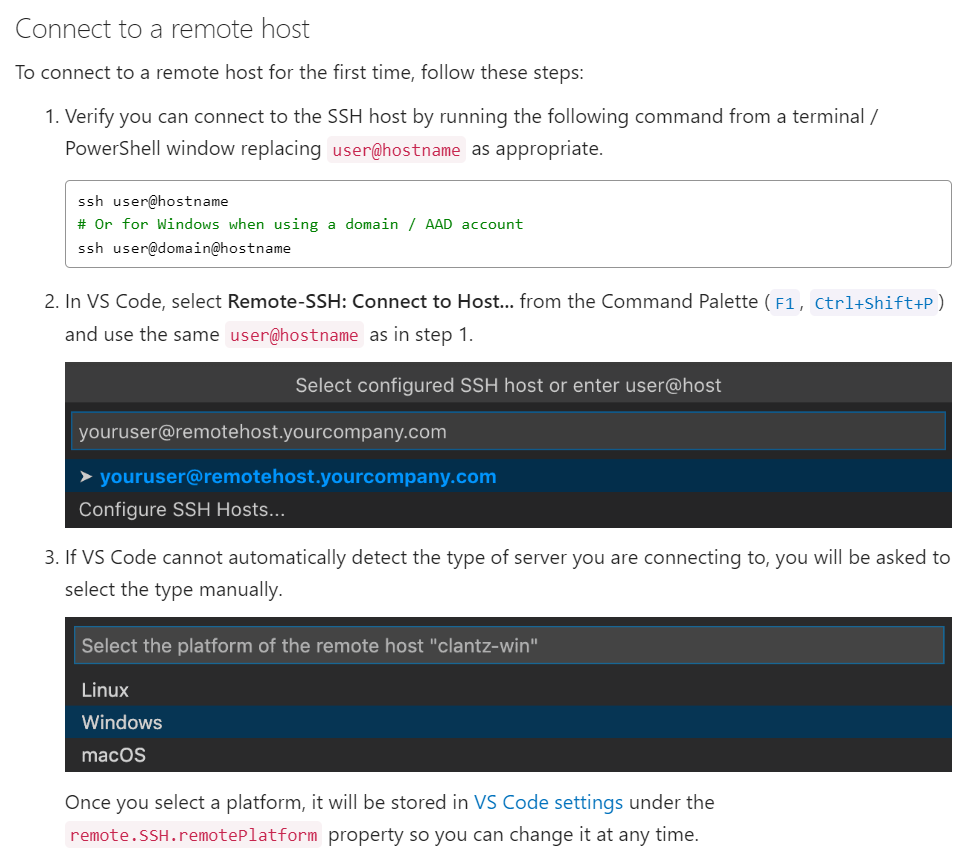 Connect to a remote host
To connect to a remote host for the first time, follow these steps:
1. Verify you can connect to the SSH host by running the following command from a terminal /
PowerShell window replacing user@hostname as appropriate.
ssh user@hostname
# Or for Windows when using a domain / AAD account
ssh user@domain@hostname
2. In VS Code, select Remote-SSH: Connect to Host... from the Command Palette (F1, Ctrl+Shift+P)
and use the same user@hostname as in step 1.
Select configured SSH host or enter user@host
youruser@remotehost.yourcompany.com
➤ youruser@remotehost.yourcompany.com
Configure SSH Hosts...
3. If VS Code cannot automatically detect the type of server you are connecting to, you will be asked to
select the type manually.
Select the platform of the remote host "clantz-win"
Linux
Windows
macOS
Once you select a platform, it will be stored in VS Code settings under the
remote.SSH.remotePlatform property so you can change it at any time.